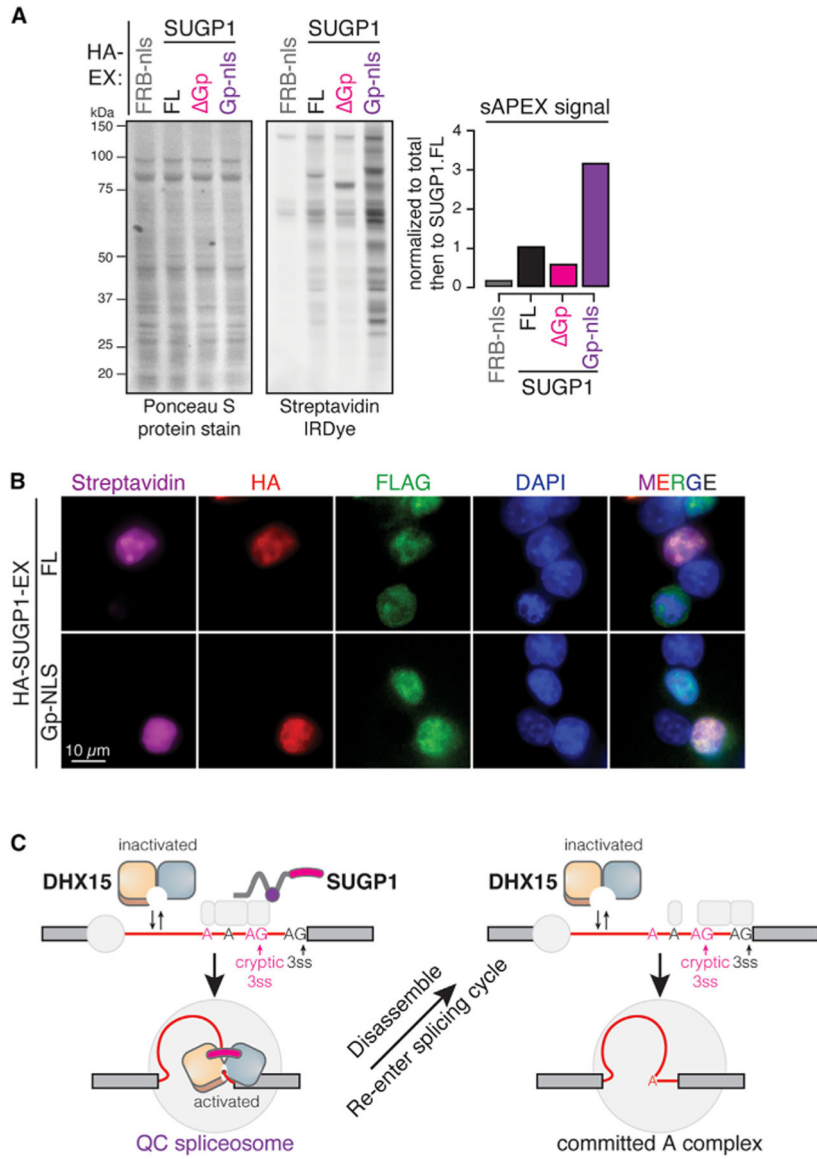 A
SUGP1
SUGP1
HA-
EX:
FRB-nls
FL
ΔGp
Gp-nls
FRB-nls
FL
ΔGp
Gp-nls
kDa
150
100
75
50
37
25
20
Ponceau S
protein stain
Streptavidin
IRDye
sAPEX signal
normalized to total
then to SUGP1.FL
4
3
2
1
0
FRB-nls
FL
ΔGp
Gp-nls
SUGP1
B
Streptavidin
HA
FLAG
DAPI
MERGE
HA-SUGP1-EX
FL
Gp-NLS
10 µm
C
inactivated
DHX15
SUGP1
A A AG AG
cryptic
3ss
3ss
activated
QC spliceosome
Disassemble
Re-enter splicing cycle
inactivated
DHX15
A A AG AG
cryptic
3ss
3ss
A
committed A complex